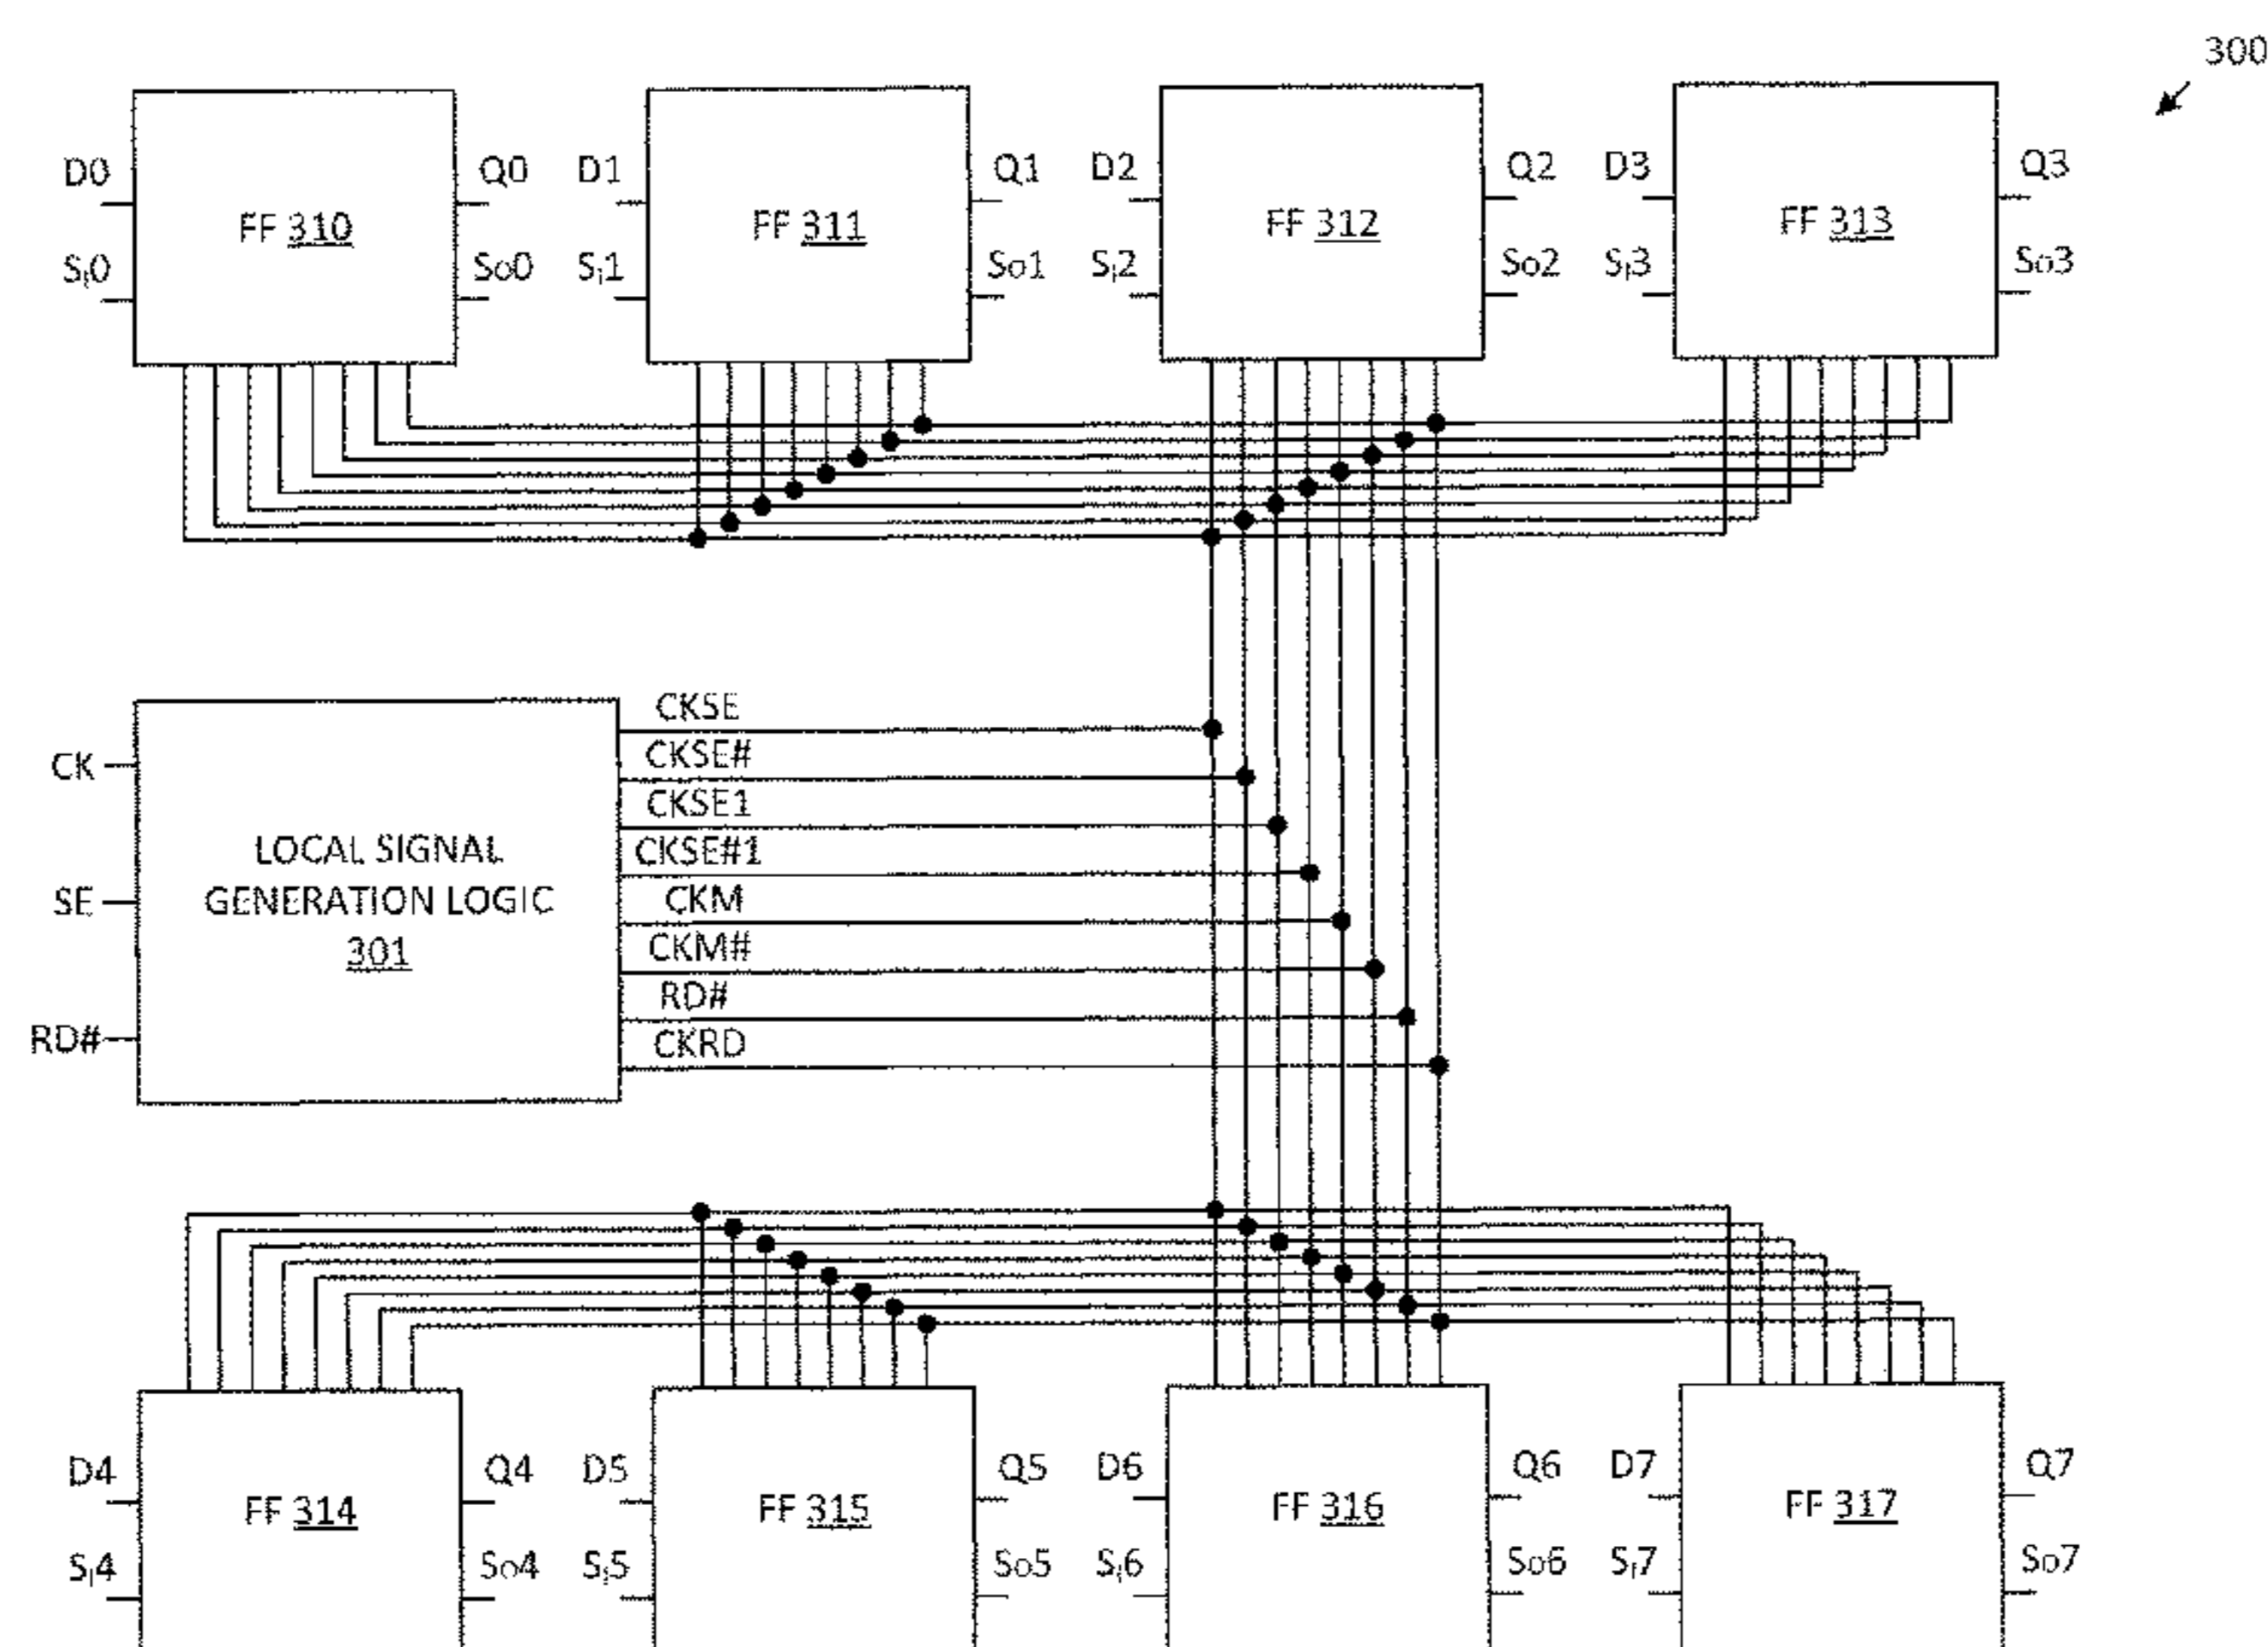 300
D0 Q0 D1 Q1 D2 Q2 D3 Q3
FF 310 FF 311 FF 312 FF 313
Si0 So0 Si1 So1 Si2 So2 Si3 So3
CKSE
CK CKSE#
CKSE1
LOCAL SIGNAL CKSE#1
SE GENERATION LOGIC CKM
301 CKM#
RD#
RD# CKRD
D4 Q4 D5 Q5 D6 Q6 D7 Q7
FF 314 FF 315 FF 316 FF 317
Si4 So4 Si5 So5 Si6 So6 Si7 So7